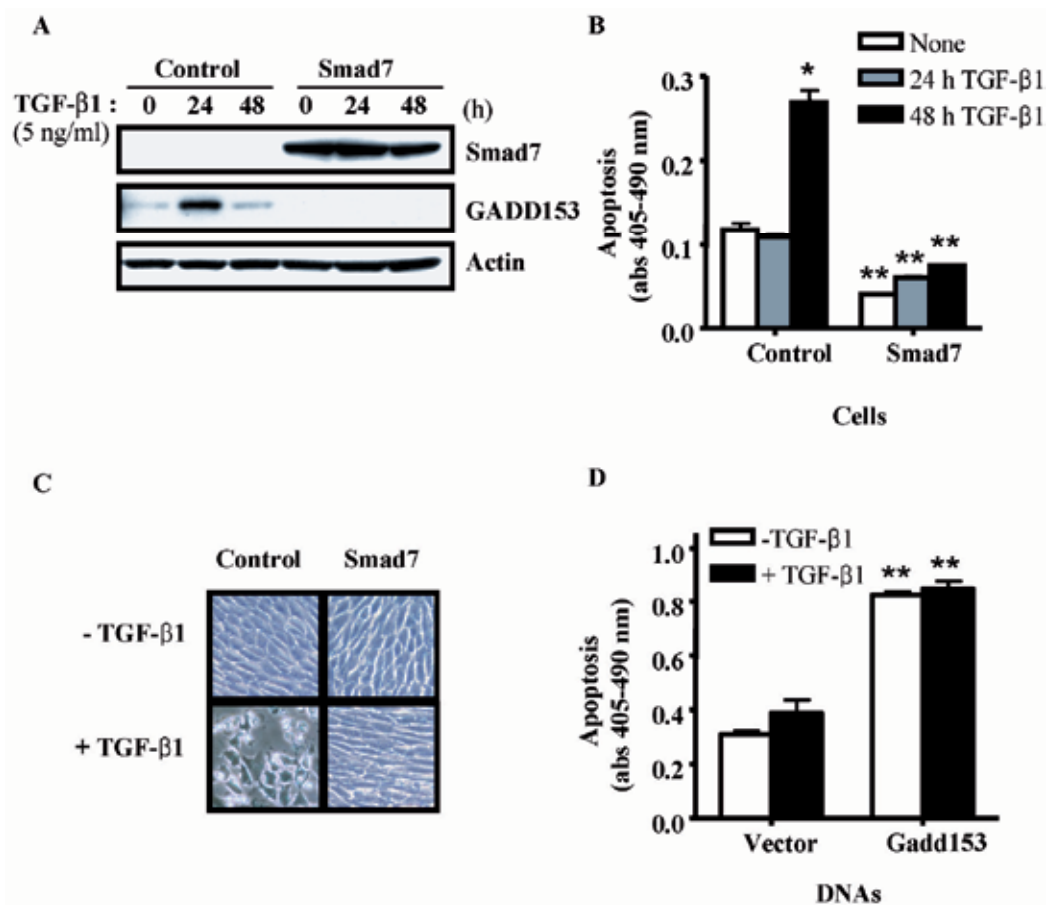 A
Control Smad7
TGF-β1 : 0 24 48 0 24 48 (h)
(5 ng/ml)
Smad7
GADD153
Actin
B
None
24 h TGF-β1
48 h TGF-β1
Apoptosis
(abs 405-490 nm)
0.3
0.2
0.1
0.0
*
** ** **
Control Smad7
Cells
C
Control Smad7
- TGF-β1
+ TGF-β1
D
-TGF-β1
+ TGF-β1
Apoptosis
(abs 405-490 nm)
1.0
0.8
0.6
0.4
0.2
0.0
** **
Vector Gadd153
DNAs